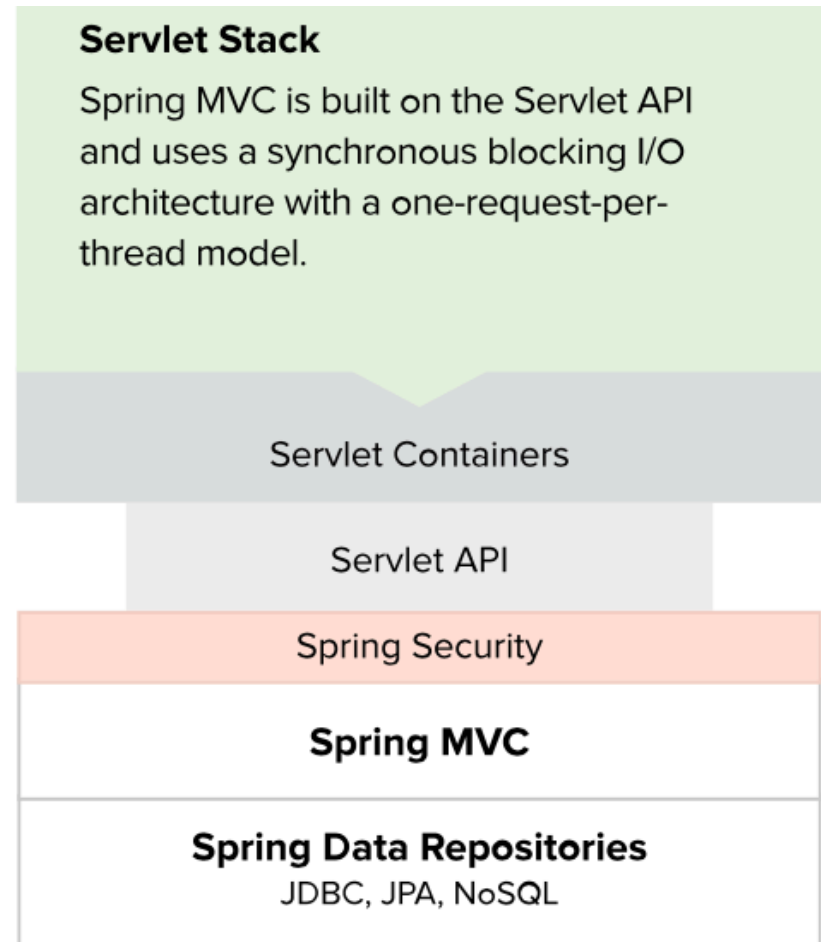 Servlet Stack
Spring MVC is built on the Servlet API
and uses a synchronous blocking I/O
architecture with a one-request-per-
thread model.
Servlet Containers
Servlet API
Spring Security
Spring MVC
Spring Data Repositories
JDBC, JPA, NoSQL